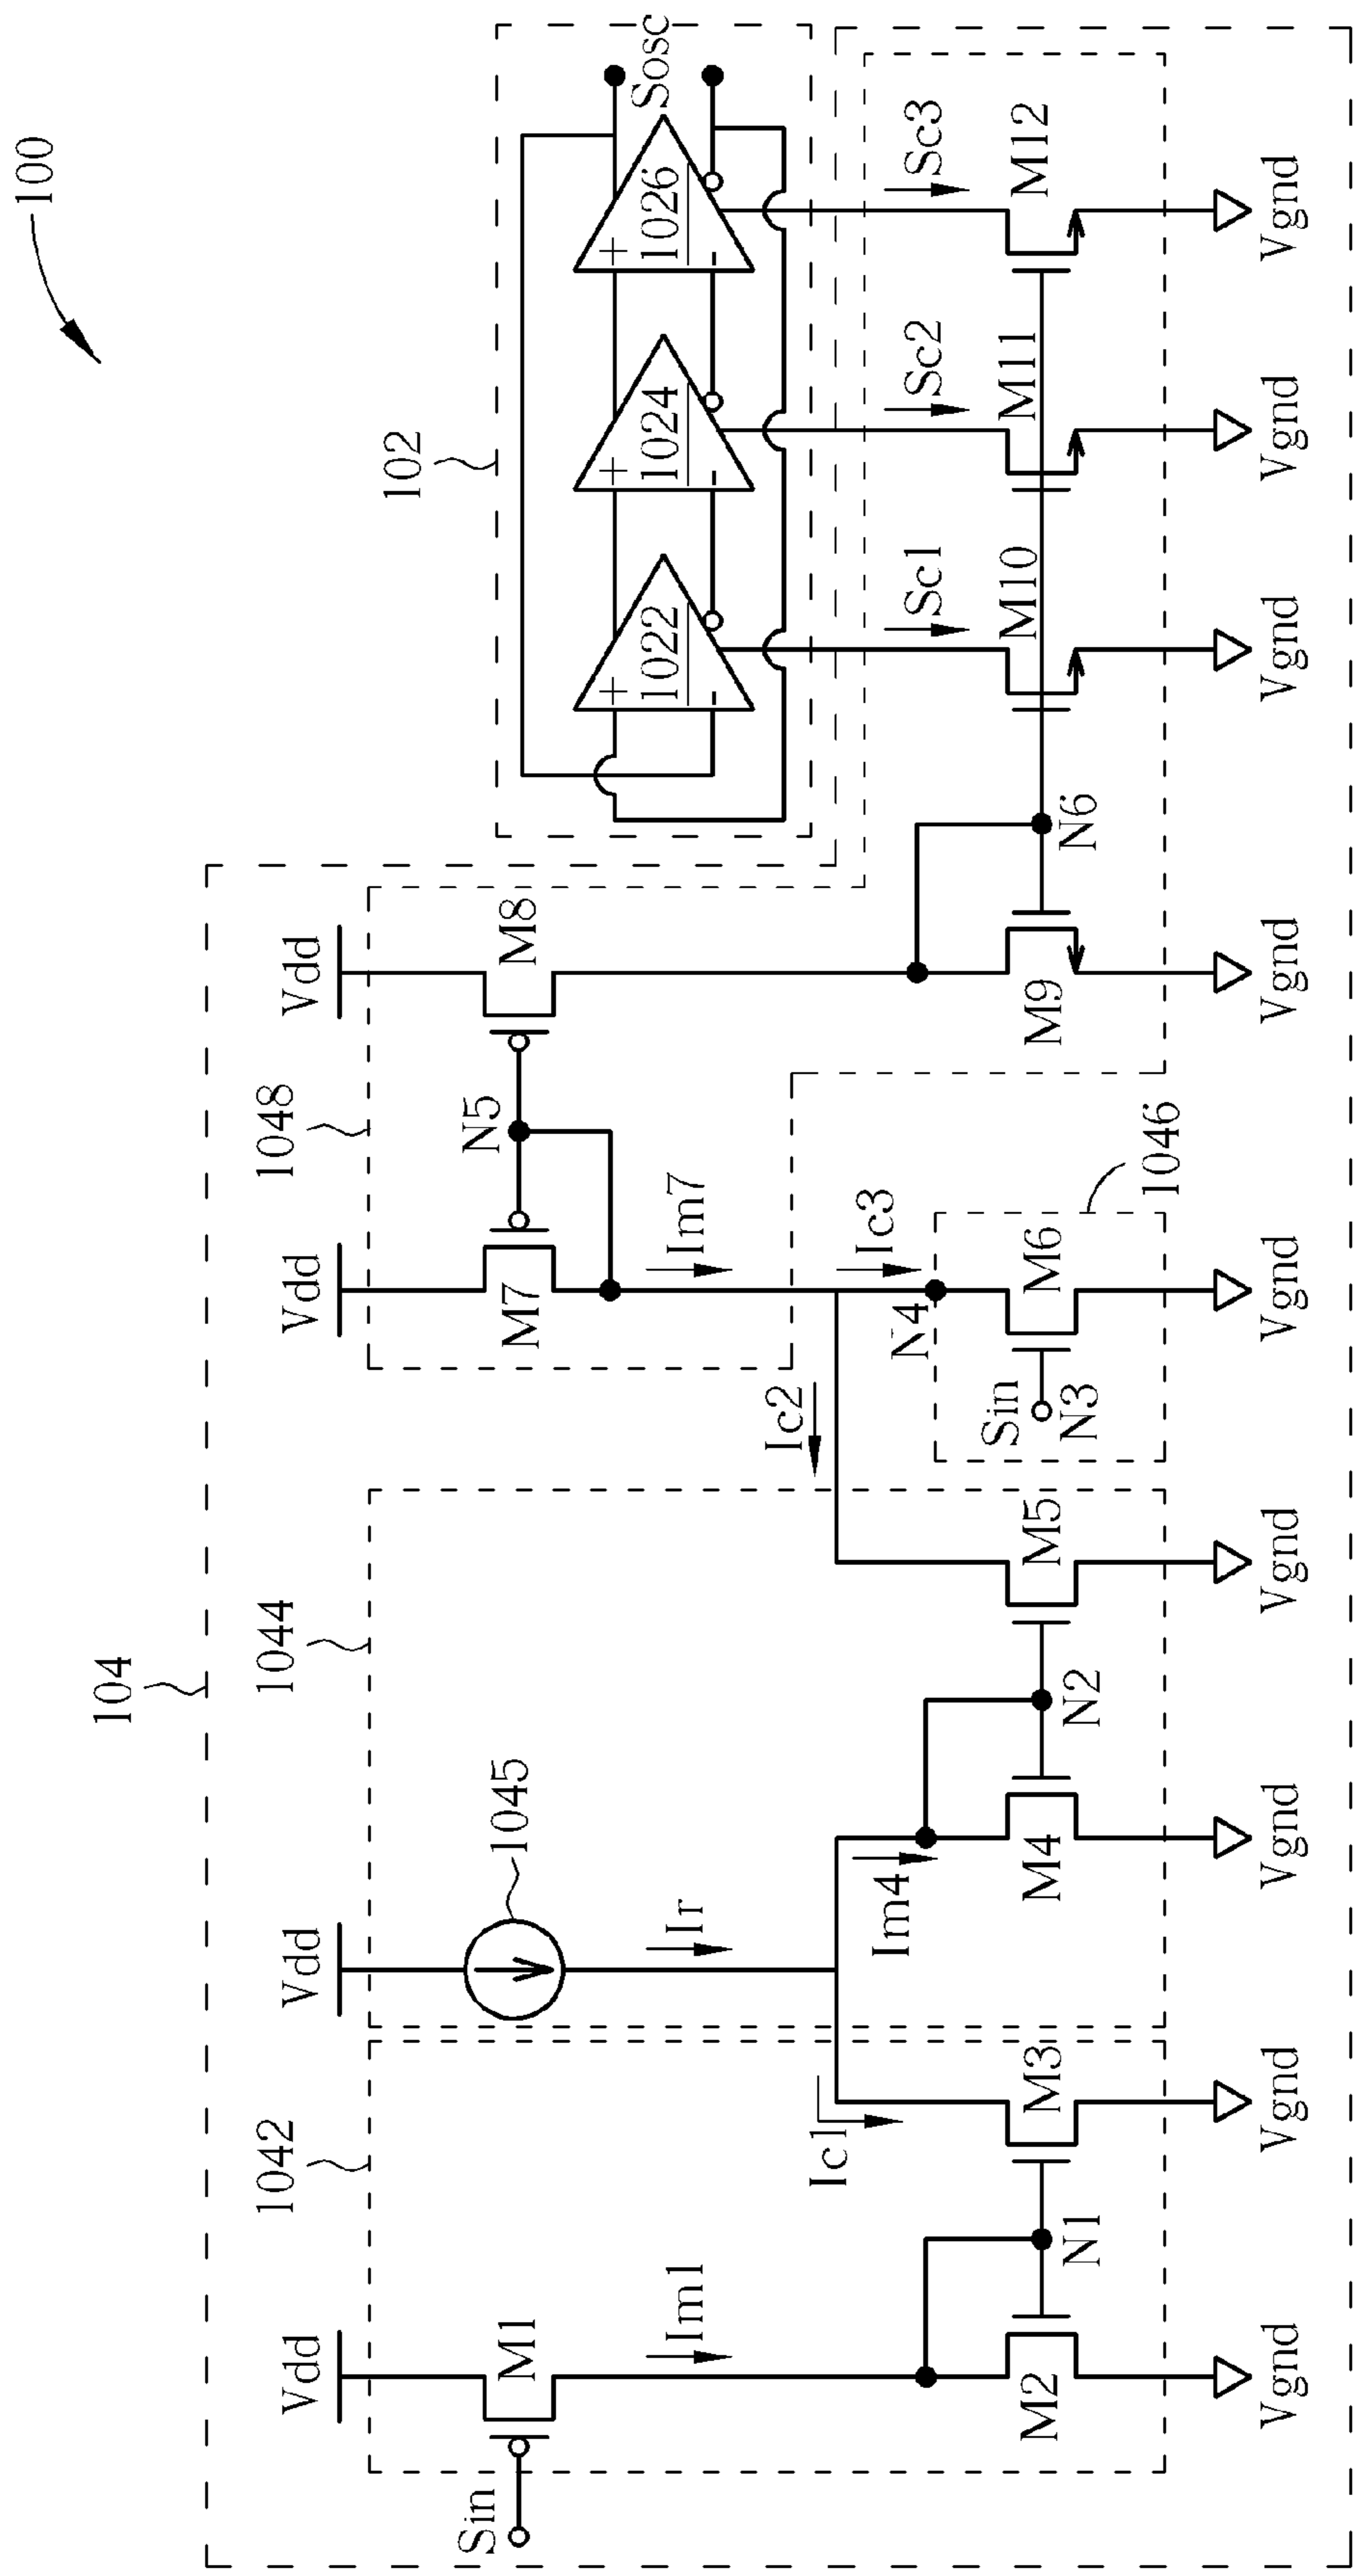 100
104
1042
1044
1048
102
Vdd
Vdd
Vdd
Vdd
1045
Sin
M1
M7
N5
M8
1022
+
-
1024
+
-
1026
+
-
Sosc
Im1
Ir
Im7
Ic1
Im4
Ic2
Ic3
Sc1
Sc2
Sc3
N4
Sin
N3
M2
N1
M3
M4
N2
M5
M6
1046
M9
N6
M10
M11
M12
Vgnd
Vgnd
Vgnd
Vgnd
Vgnd
Vgnd
Vgnd
Vgnd
Vgnd